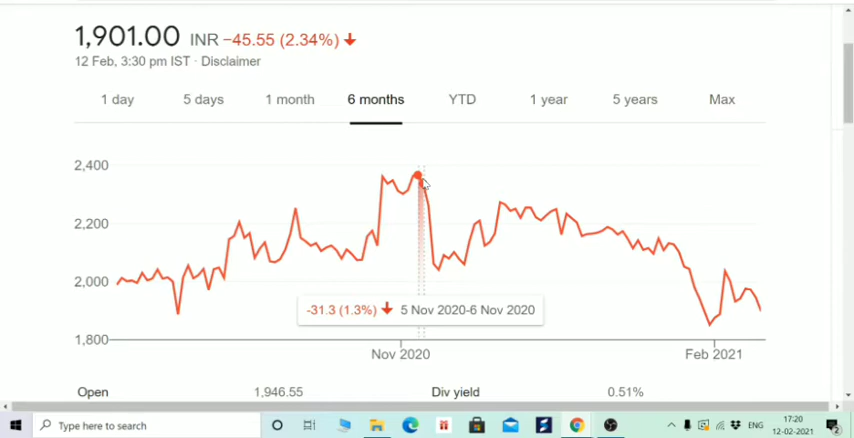 1,901.00 INR −45.55 (2.34%)
12 Feb, 3:30 pm IST · Disclaimer
1 day 5 days 1 month 6 months YTD 1 year 5 years Max
2,400
2,200
2,000
-31.3 (1.3%) 5 Nov 2020-6 Nov 2020
1,800
Nov 2020 Feb 2021
Open 1,946.55 Div yield 0.51%
Type here to search
ENG
17:20
12-02-2021
2